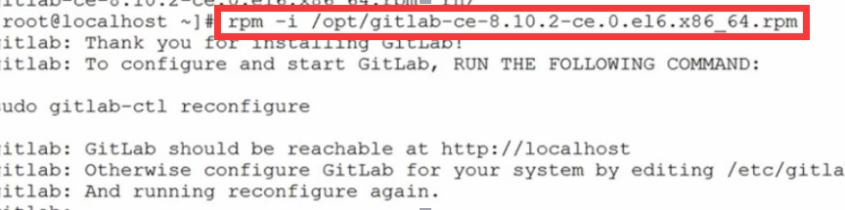 root@localhost ~]# rpm -i /opt/gitlab-ce-8.10.2-ce.0.el6.x86_64.rpm
itlab: Thank you for installing GitLab!
itlab: To configure and start GitLab, RUN THE FOLLOWING COMMAND:
udo gitlab-ctl reconfigure
itlab: GitLab should be reachable at http://localhost
itlab: Otherwise configure GitLab for your system by editing /etc/gitla
itlab: And running reconfigure again.
itlab: